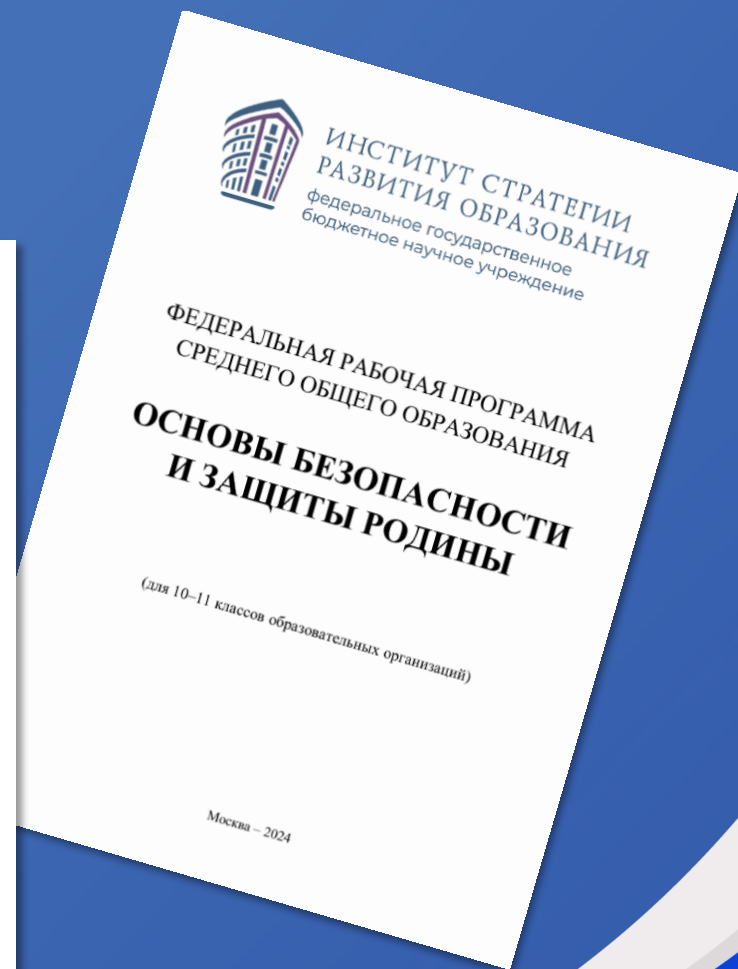 ИНСТИТУТ СТРАТЕГИИ
РАЗВИТИЯ ОБРАЗОВАНИЯ
федеральное государственное
бюджетное научное учреждение
ФЕДЕРАЛЬНАЯ РАБОЧАЯ ПРОГРАММА
СРЕДНЕГО ОБЩЕГО ОБРАЗОВАНИЯ
ОСНОВЫ БЕЗОПАСНОСТИ
И ЗАЩИТЫ РОДИНЫ
(для 10–11 классов образовательных организаций)
Москва – 2024